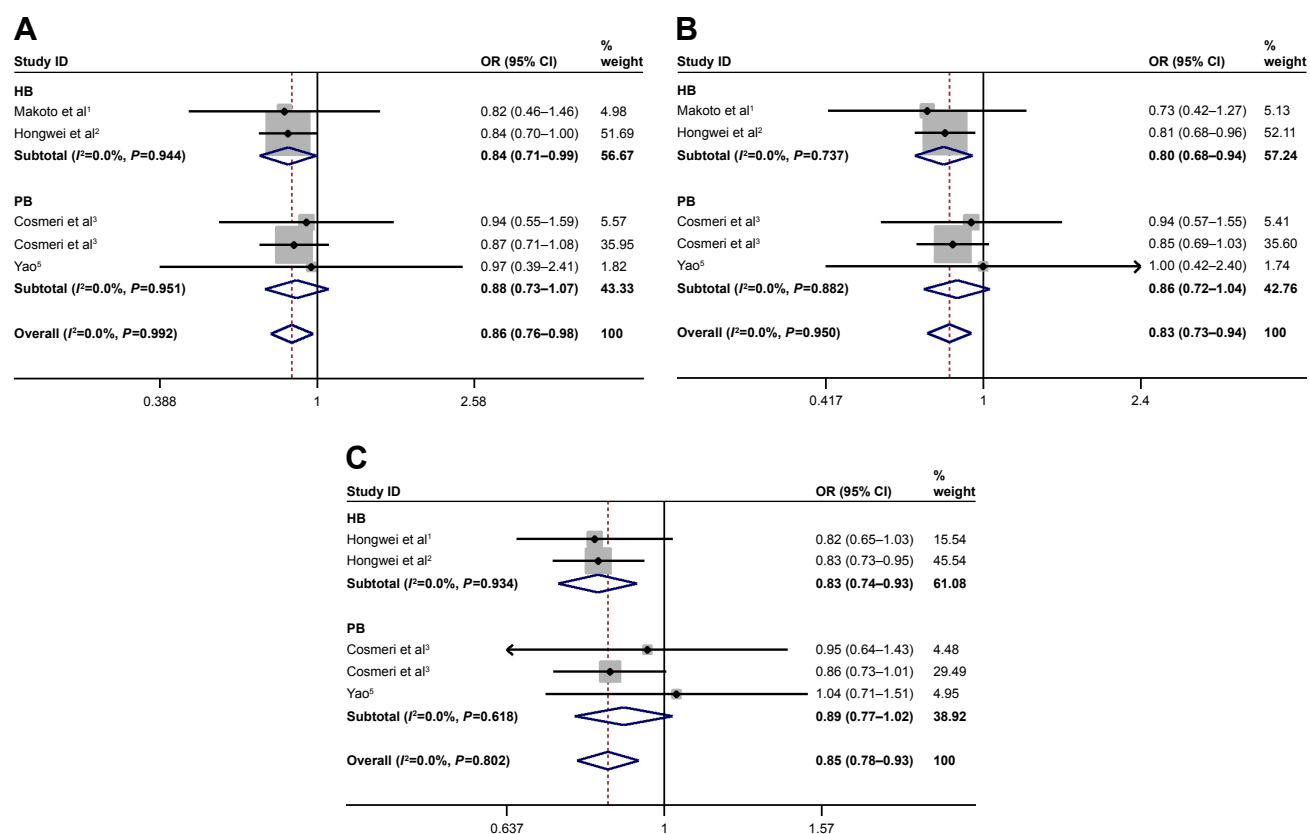 A
Study ID OR (95% CI) % weight
HB
Makoto et al¹ 0.82 (0.46–1.46) 4.98
Hongwei et al² 0.84 (0.70–1.00) 51.69
Subtotal (I²=0.0%, P=0.944) 0.84 (0.71–0.99) 56.67
PB
Cosmeri et al³ 0.94 (0.55–1.59) 5.57
Cosmeri et al³ 0.87 (0.71–1.08) 35.95
Yao⁵ 0.97 (0.39–2.41) 1.82
Subtotal (I²=0.0%, P=0.951) 0.88 (0.73–1.07) 43.33
Overall (I²=0.0%, P=0.992) 0.86 (0.76–0.98) 100
0.388 1 2.58
B
Study ID OR (95% CI) % weight
HB
Makoto et al¹ 0.73 (0.42–1.27) 5.13
Hongwei et al² 0.81 (0.68–0.96) 52.11
Subtotal (I²=0.0%, P=0.737) 0.80 (0.68–0.94) 57.24
PB
Cosmeri et al³ 0.94 (0.57–1.55) 5.41
Cosmeri et al³ 0.85 (0.69–1.03) 35.60
Yao⁵ 1.00 (0.42–2.40) 1.74
Subtotal (I²=0.0%, P=0.882) 0.86 (0.72–1.04) 42.76
Overall (I²=0.0%, P=0.950) 0.83 (0.73–0.94) 100
0.417 1 2.4
C
Study ID OR (95% CI) % weight
HB
Hongwei et al¹ 0.82 (0.65–1.03) 15.54
Hongwei et al² 0.83 (0.73–0.95) 45.54
Subtotal (I²=0.0%, P=0.934) 0.83 (0.74–0.93) 61.08
PB
Cosmeri et al³ 0.95 (0.64–1.43) 4.48
Cosmeri et al³ 0.86 (0.73–1.01) 29.49
Yao⁵ 1.04 (0.71–1.51) 4.95
Subtotal (I²=0.0%, P=0.618) 0.89 (0.77–1.02) 38.92
Overall (I²=0.0%, P=0.802) 0.85 (0.78–0.93) 100
0.637 1 1.57